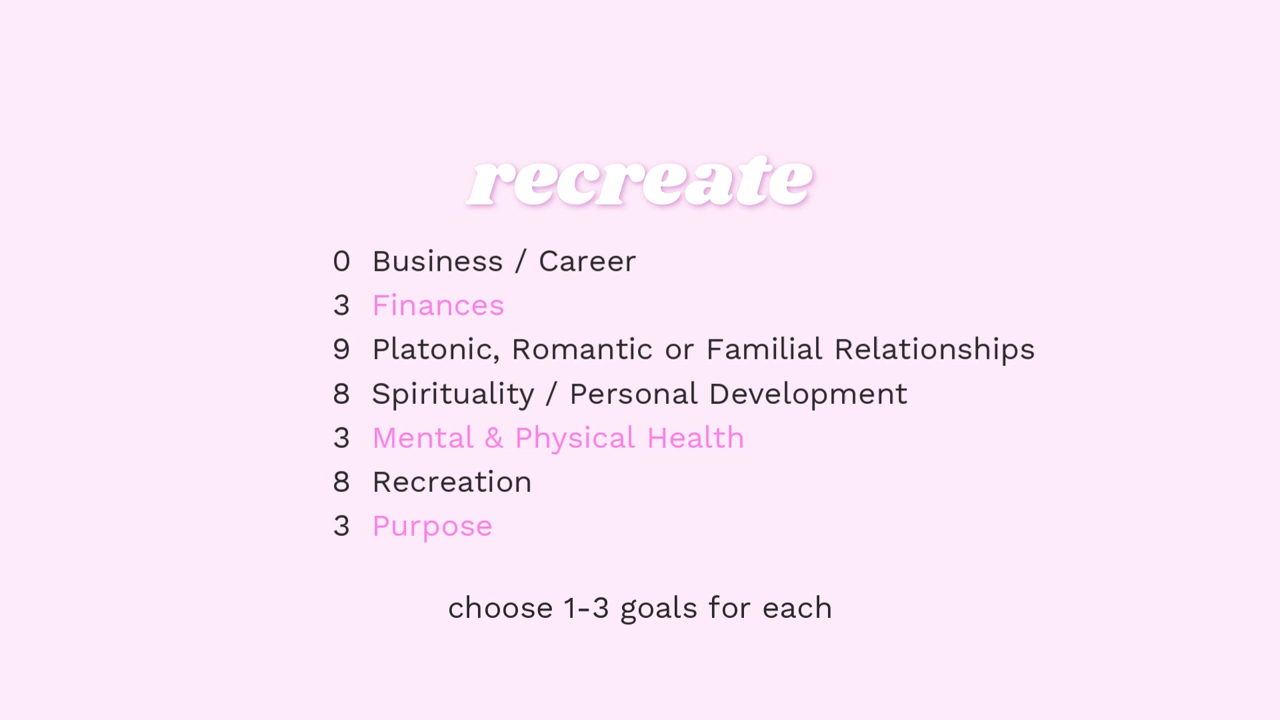 recreate
0 Business / Career
3 Finances
9 Platonic, Romantic or Familial Relationships
8 Spirituality / Personal Development
3 Mental & Physical Health
8 Recreation
3 Purpose
choose 1-3 goals for each